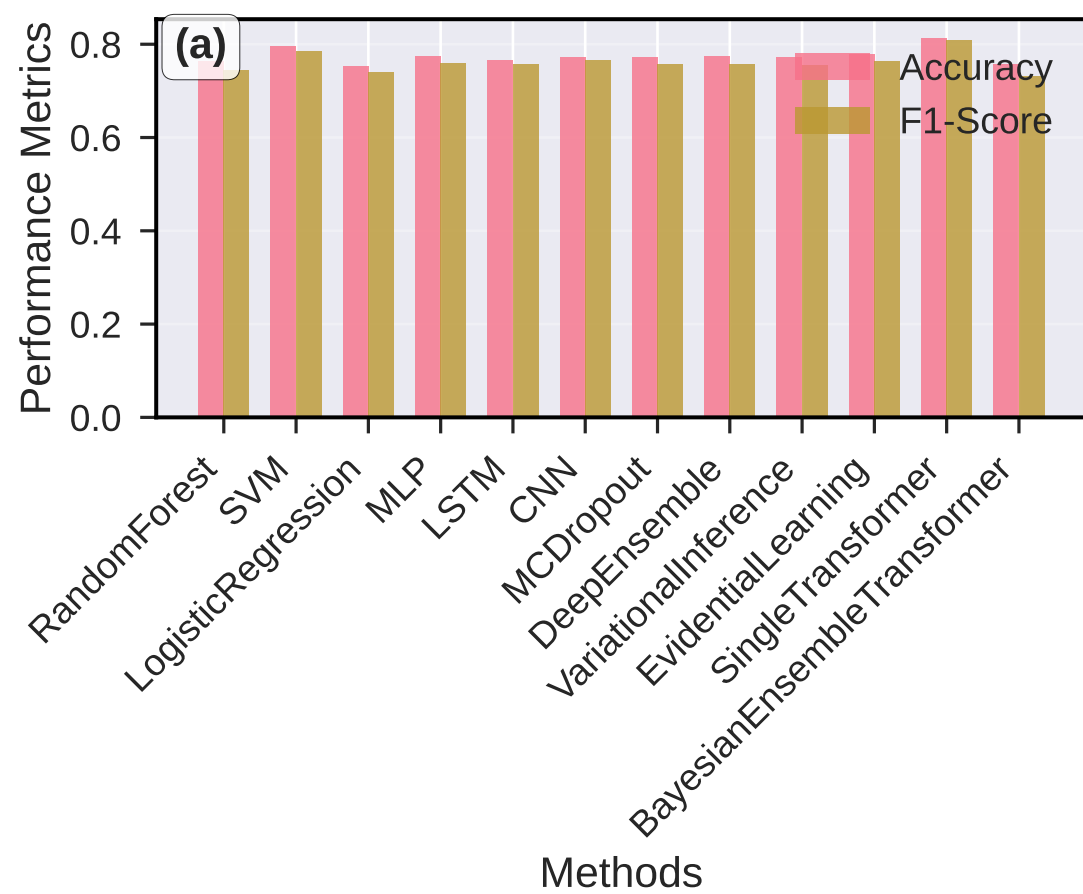 (a)
Performance Metrics
0.8
0.6
0.4
0.2
0.0
Accuracy
F1-Score
RandomForest
SVM
LogisticRegression
MLP
LSTM
CNN
MCDropout
DeepEnsemble
VariationalInference
EvidentialLearning
SingleTransformer
BayesianEnsembleTransformer
Methods